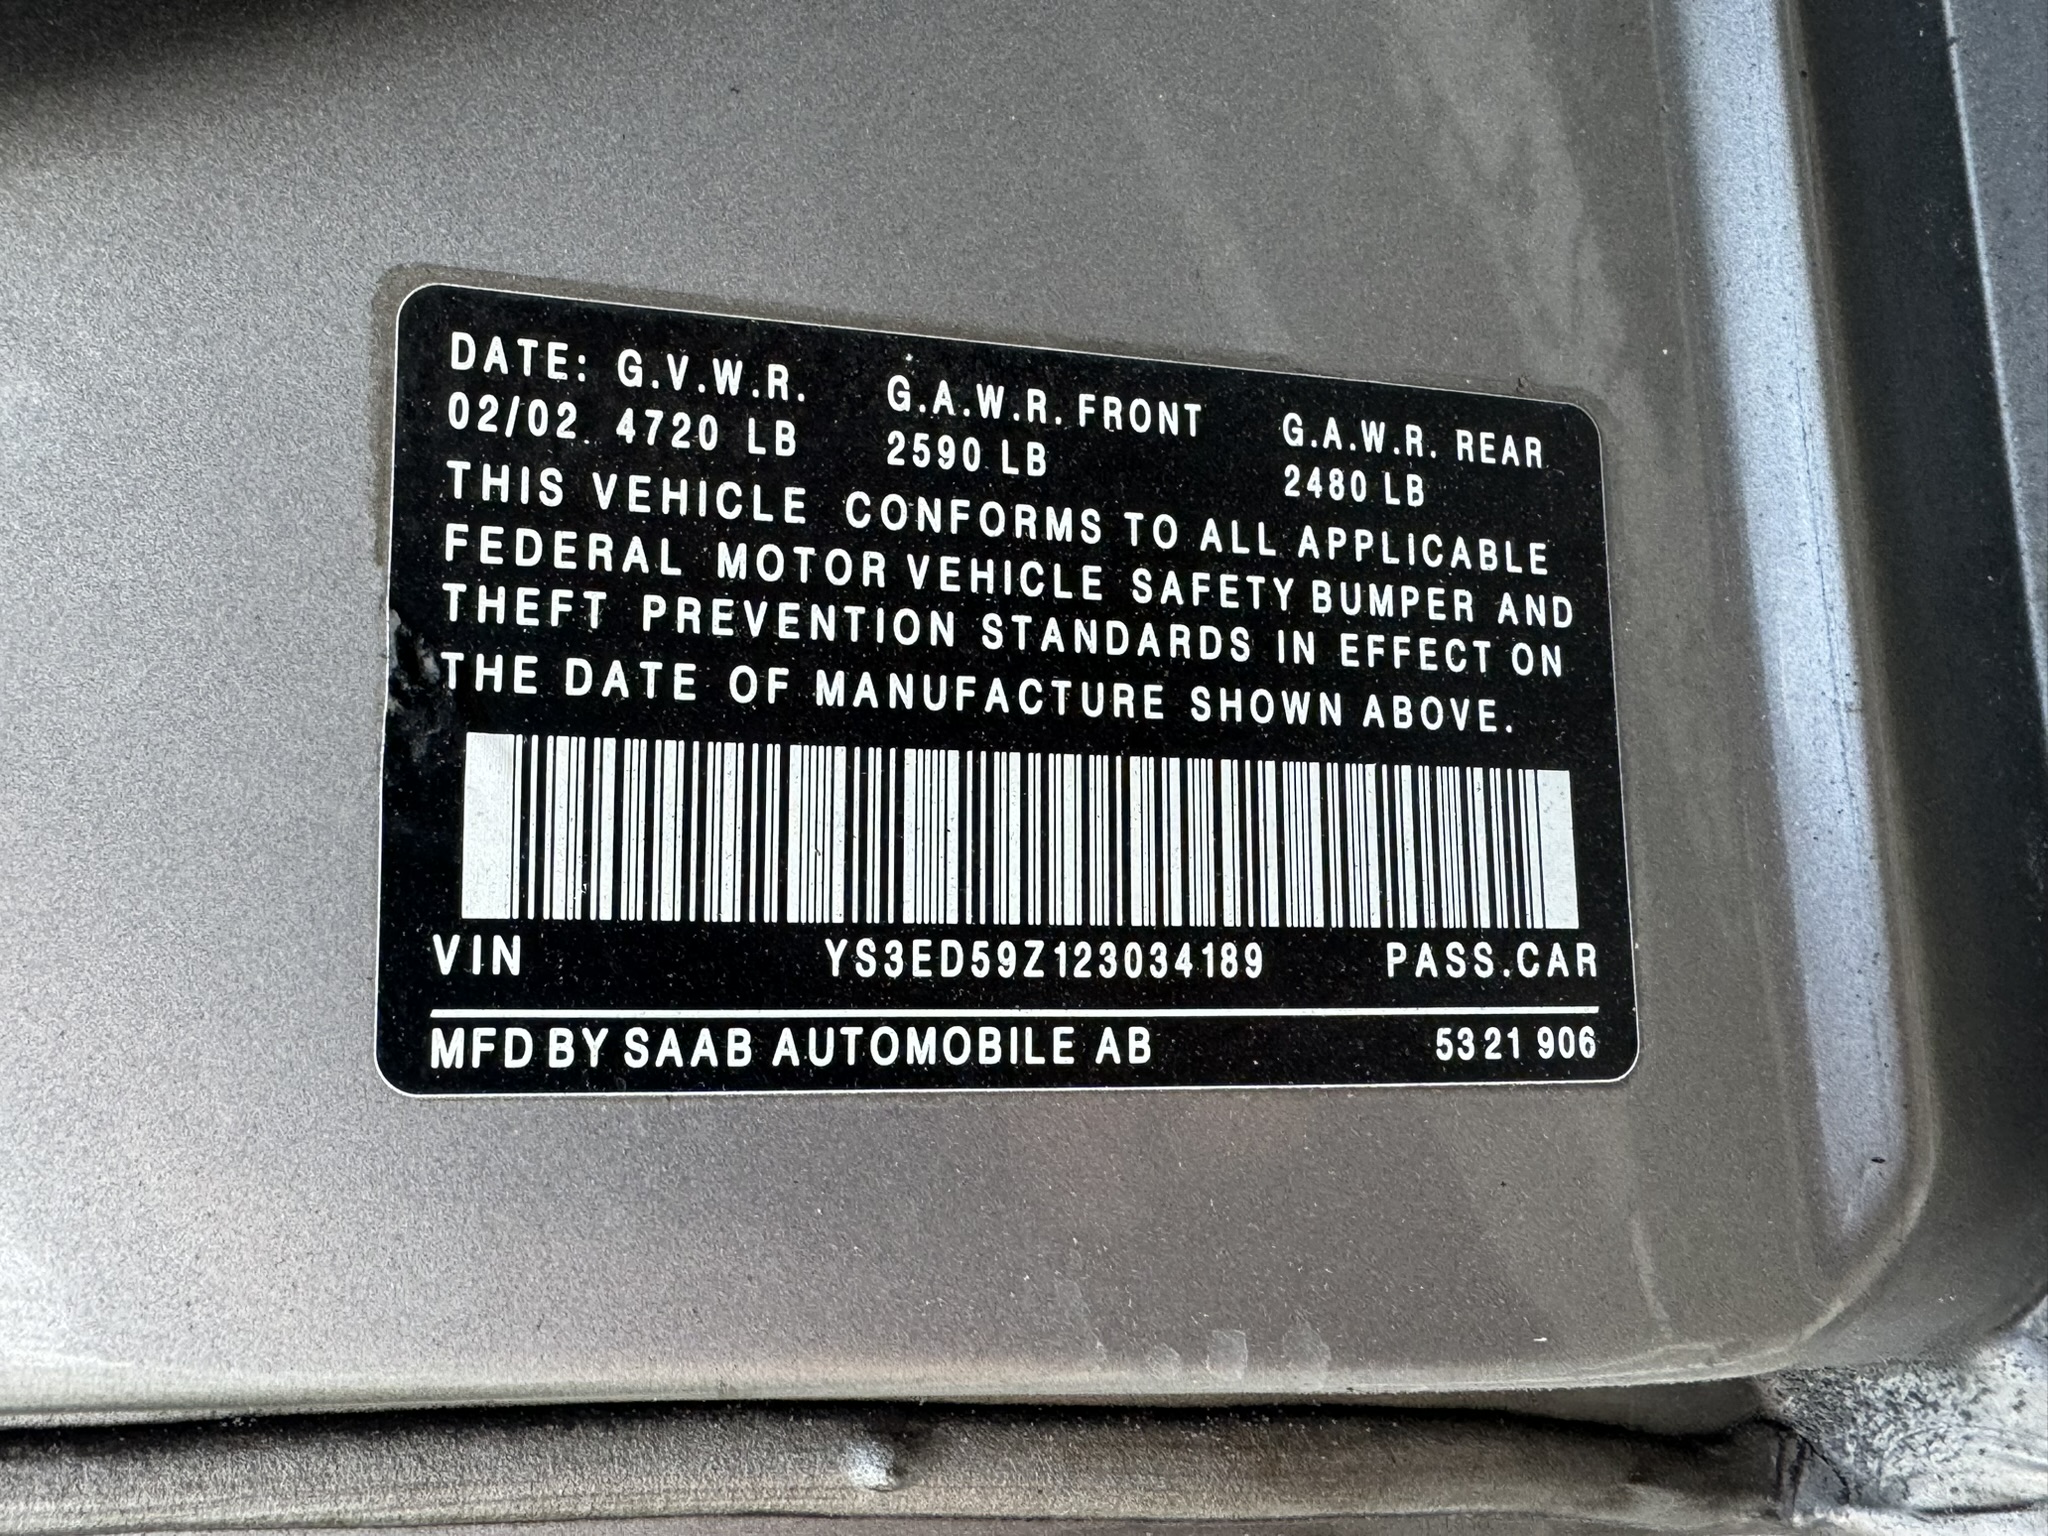 DATE: G.V.W.R. G.A.W.R. FRONT G.A.W.R. REAR
02/02. 4720 LB 2590 LB 2480 LB
THIS VEHICLE CONFORMS TO ALL APPLICABLE
FEDERAL MOTOR VEHICLE SAFETY BUMPER AND
THEFT PREVENTION STANDARDS IN EFFECT ON
THE DATE OF MANUFACTURE SHOWN ABOVE.
VIN YS3ED59Z123034189 PASS.CAR
MFD BY SAAB AUTOMOBILE AB 53 21 906